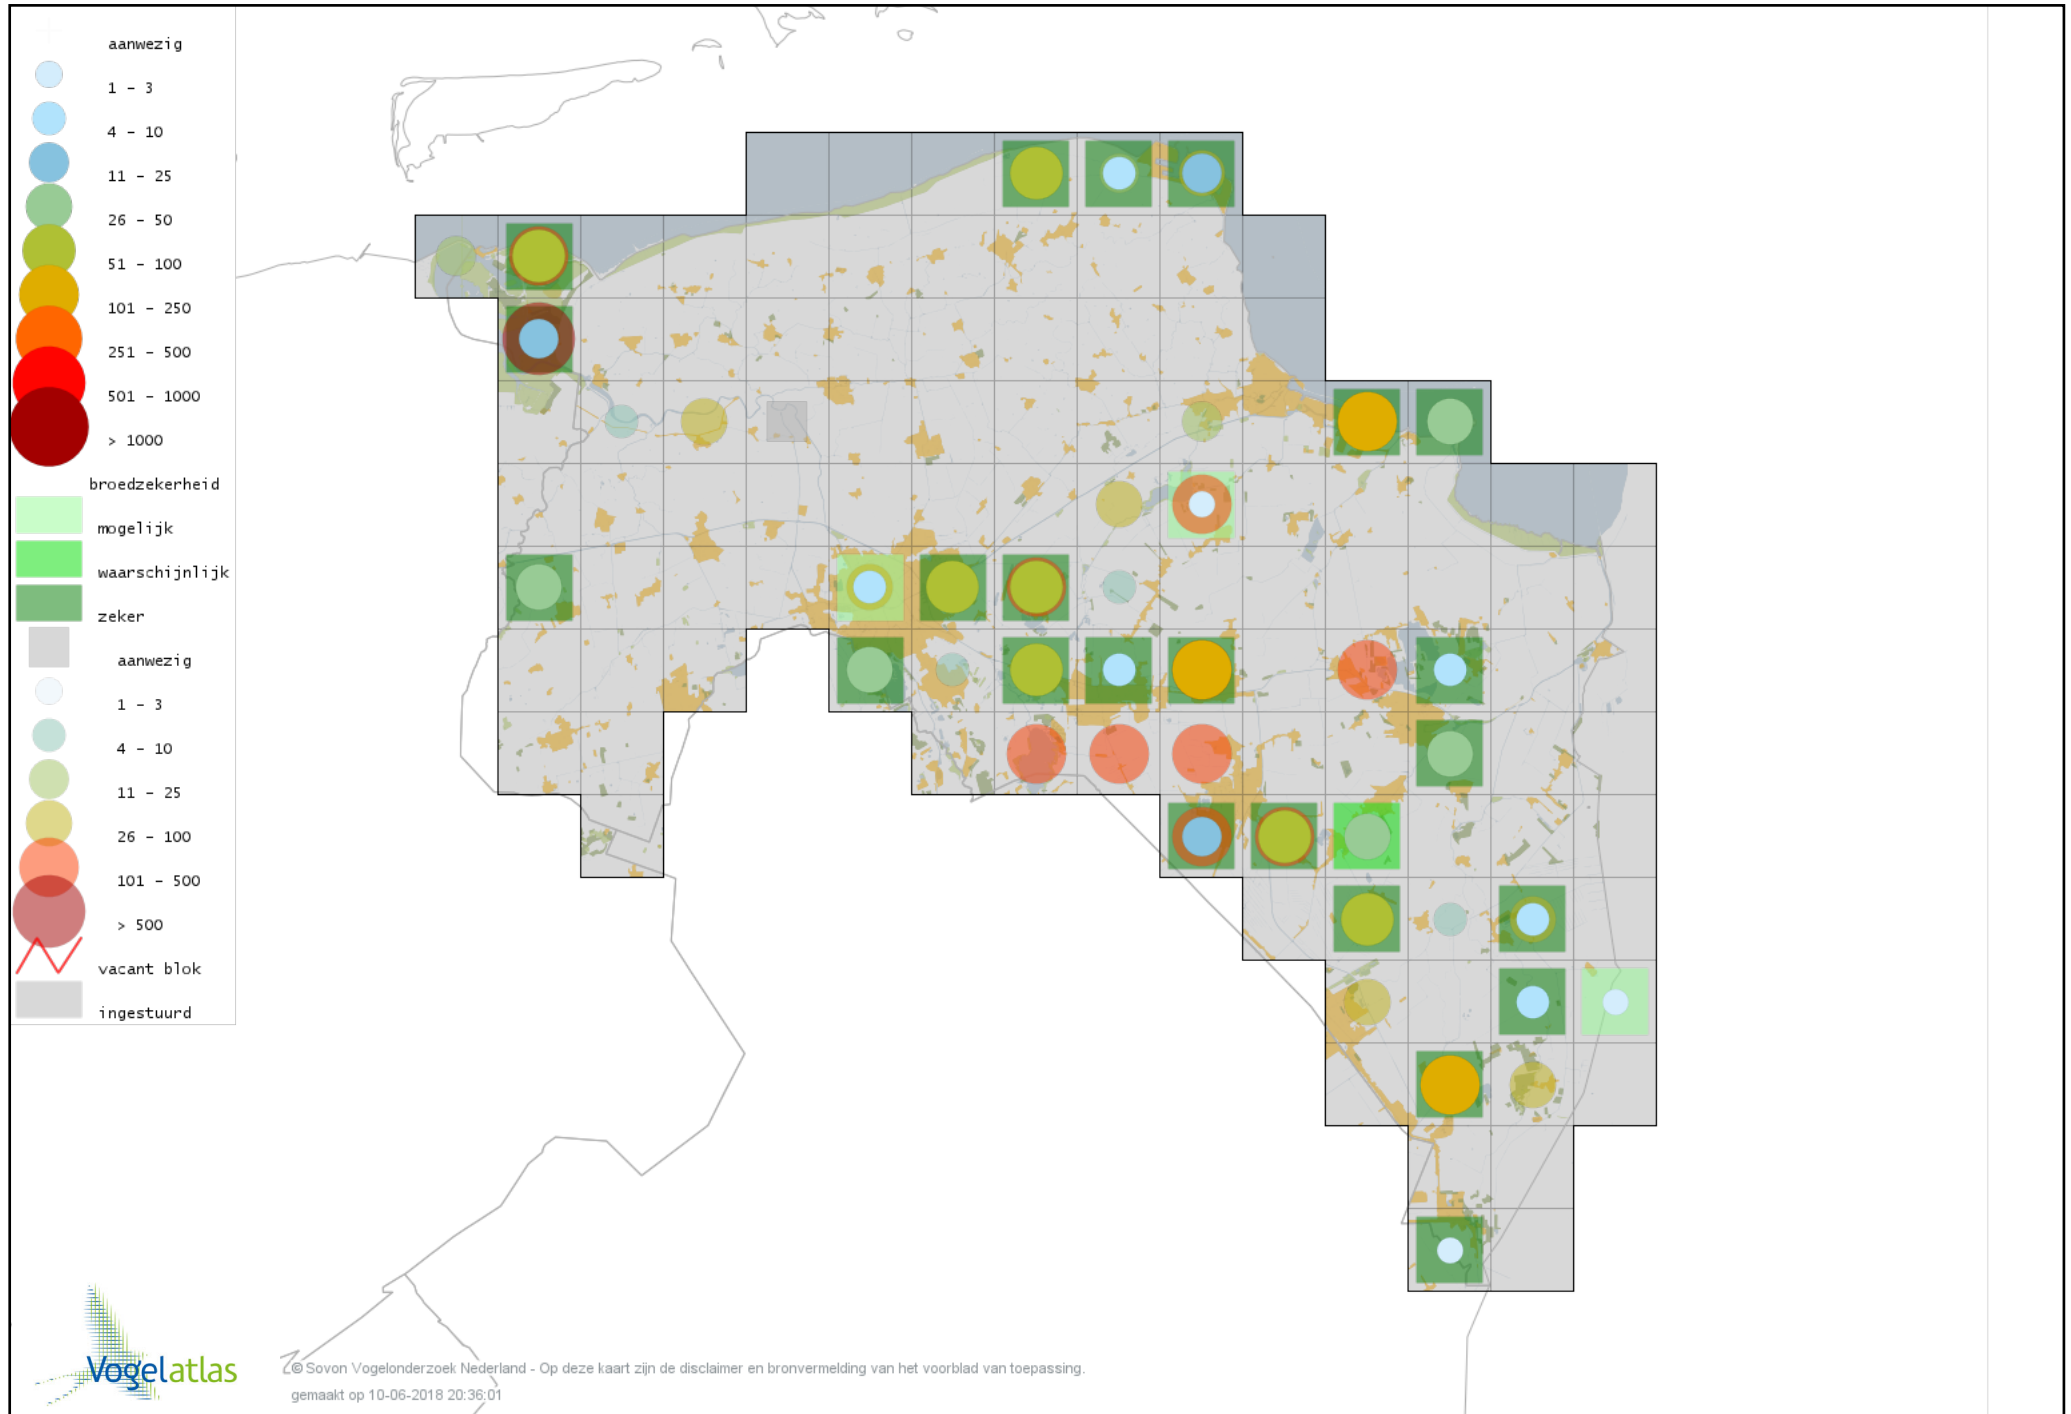 aanwezig
1 - 3
4 - 10
11 - 25
26 - 50
51 - 100
101 - 250
251 - 500
501 - 1000
> 1000
broedzekerheid
mogelijk
waarschijnlijk
zeker
aanwezig
1 - 3
4 - 10
11 - 25
26 - 100
101 - 500
> 500
vacant blok
ingestuurd
Vogelatlas
© Sovon Vogelonderzoek Nederland - Op deze kaart zijn de disclaimer en bronvermelding van het voorblad van toepassing.
gemaakt op 10-06-2018 20:36:01